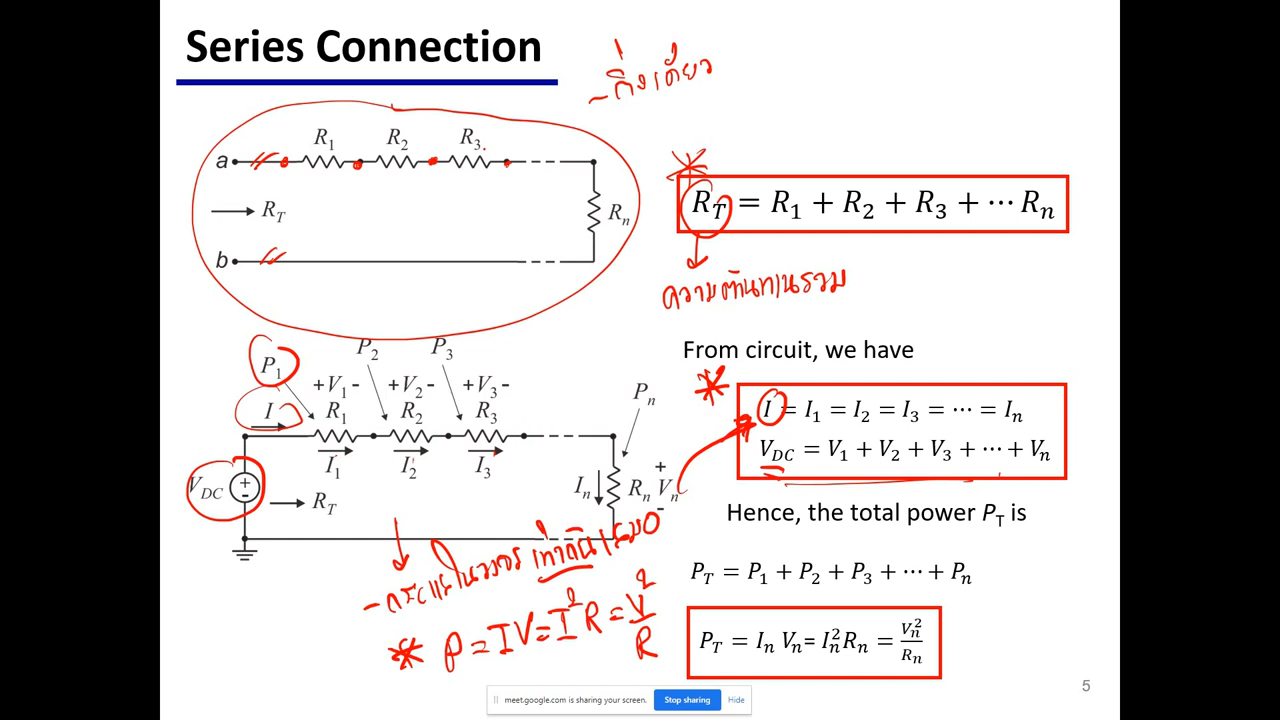 Series Connection
- กิ่งเดียว
R1 R2 R3
a
RT
Rn
b
RT = R1 + R2 + R3 + ⋯ Rn
ความต้านทานรวม
P1 P2 P3
Pn
From circuit, we have
+V1- +V2- +V3-
I R1 R2 R3
I1 I2 I3
I = I1 = I2 = I3 = ⋯ = In
VDC = V1 + V2 + V3 + ⋯ + Vn
VDC + -
RT
In Rn + Vn -
Hence, the total power PT is
- กระแสในวงจร เท่ากันเสมอ
PT = P1 + P2 + P3 + ⋯ + Pn
* P = IV = I²R = V²/R
PT = In Vn = In²Rn = Vn²/Rn
5
meet.google.com is sharing your screen. Stop sharing Hide